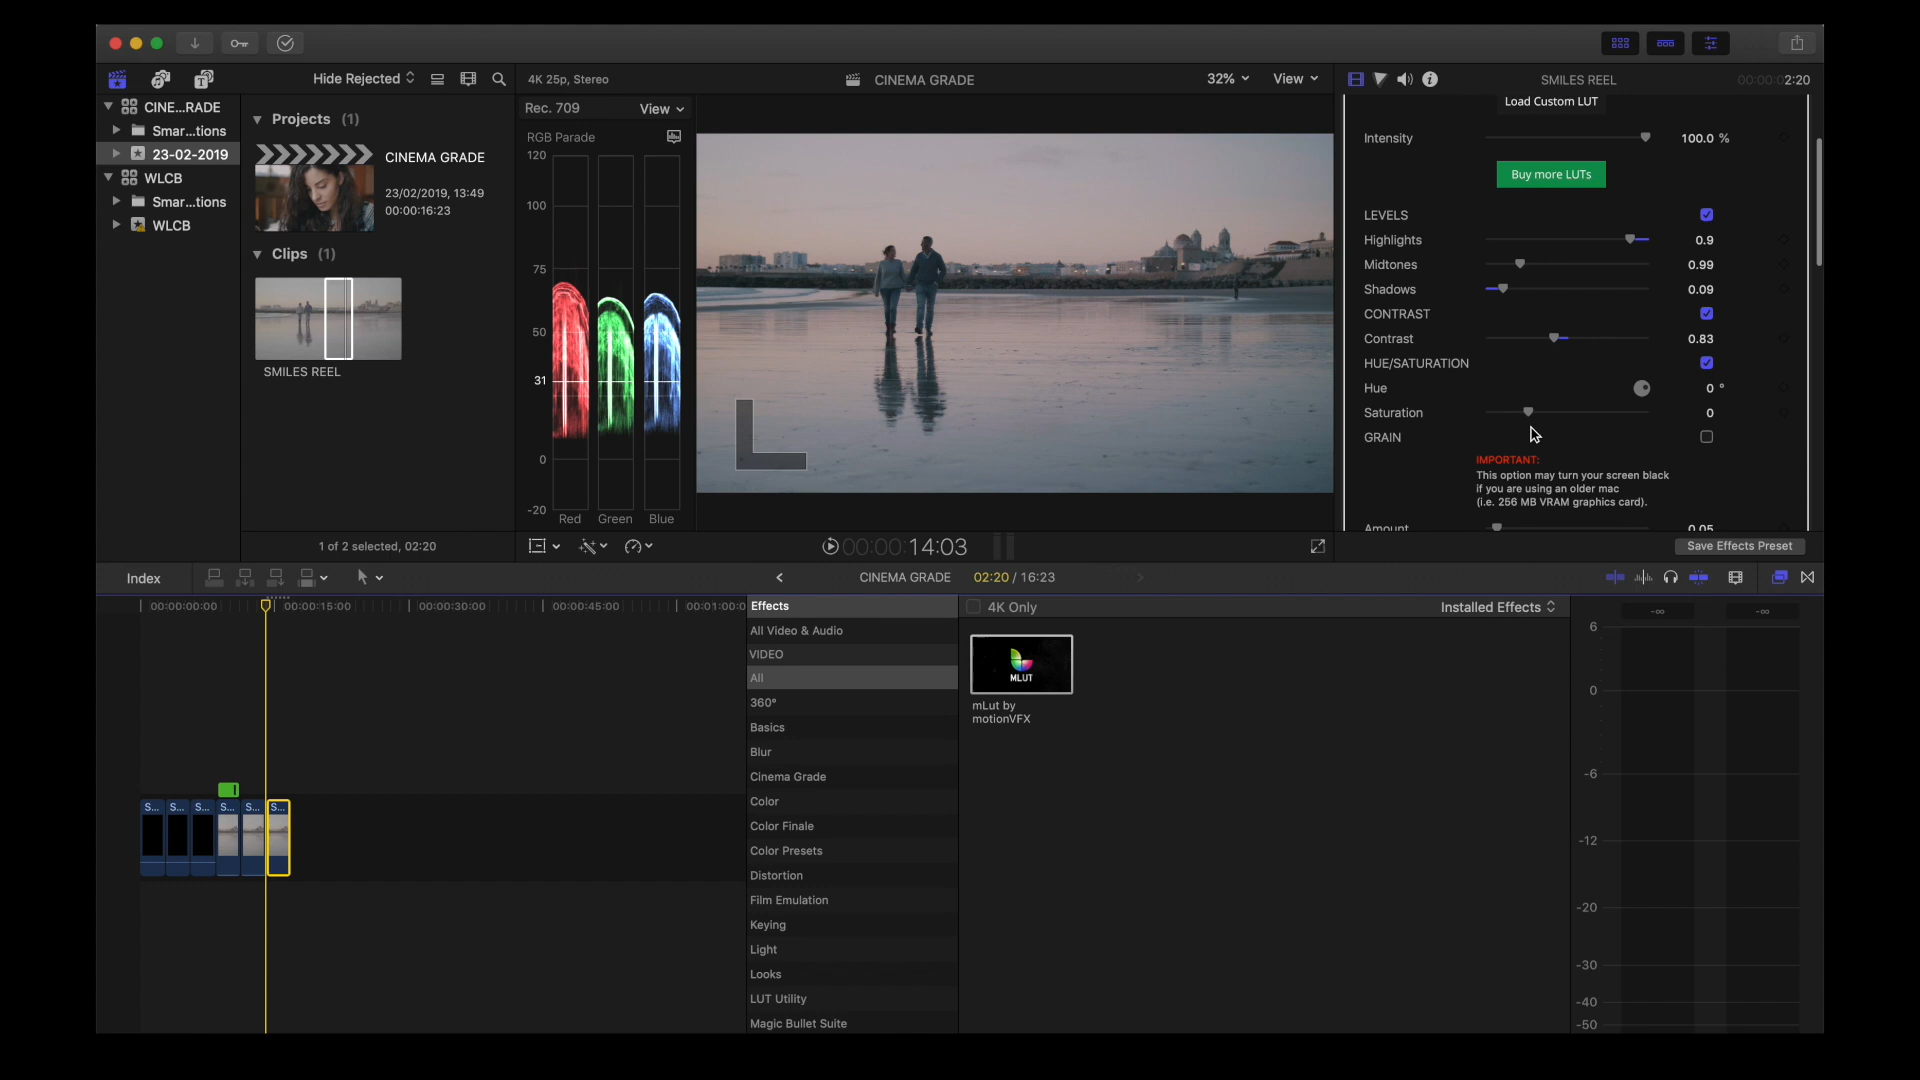 Hide Rejected
4K 25p, Stereo
CINEMA GRADE
32%
View
SMILES REEL
00:00:02:20
CINE...RADE
Smar...tions
23-02-2019
WLCB
Smar...tions
WLCB
Projects (1)
CINEMA GRADE
23/02/2019, 13:49
00:00:16:23
Clips (1)
SMILES REEL
1 of 2 selected, 02:20
Rec. 709
View
RGB Parade
120
100
75
50
31
0
-20
Red
Green
Blue
00:00:14:03
Load Custom LUT
Intensity
100.0 %
Buy more LUTs
LEVELS
Highlights
0.9
Midtones
0.99
Shadows
0.09
CONTRAST
Contrast
0.83
HUE/SATURATION
Hue
0 °
Saturation
0
GRAIN
IMPORTANT:
This option may turn your screen black
if you are using an older mac
(i.e. 256 MB VRAM graphics card).
Amount
0.05
Save Effects Preset
Index
CINEMA GRADE
02:20 / 16:23
00:00:00:00
00:00:15:00
00:00:30:00
00:00:45:00
00:01:00:0
S...
S...
S...
S...
S...
S...
Effects
All Video & Audio
VIDEO
All
360°
Basics
Blur
Cinema Grade
Color
Color Finale
Color Presets
Distortion
Film Emulation
Keying
Light
Looks
LUT Utility
Magic Bullet Suite
4K Only
Installed Effects
MLUT
mLut by
motionVFX
-∞
-∞
6
0
-6
-12
-20
-30
-40
-50